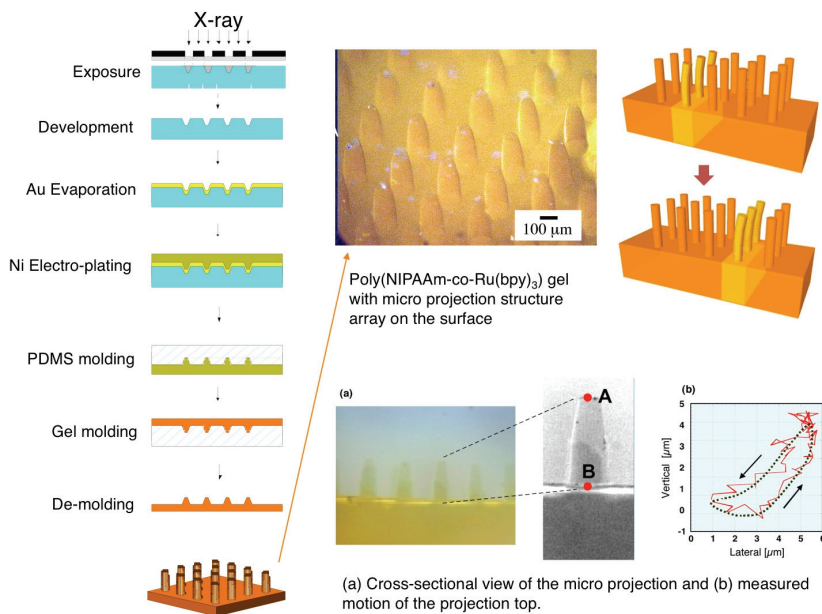 X-ray
Exposure
Development
Au Evaporation
Ni Electro-plating
PDMS molding
Gel molding
De-molding
100 μm
Poly(NIPAAm-co-Ru(bpy)₃) gel
with micro projection structure
array on the surface
(a)
A
B
(b)
Vertical [μm]
5
4
3
2
1
0
-1
0 1 2 3 4 5 6
Lateral [μm]
(a) Cross-sectional view of the micro projection and (b) measured
motion of the projection top.